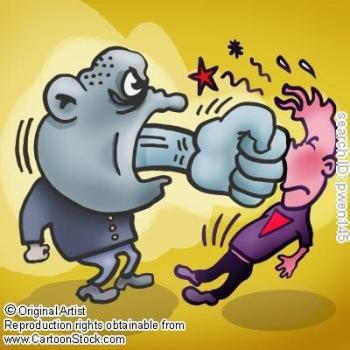 © Original Artist
Reproduction rights obtainable from
www.CartoonStock.com
search ID: pwen145